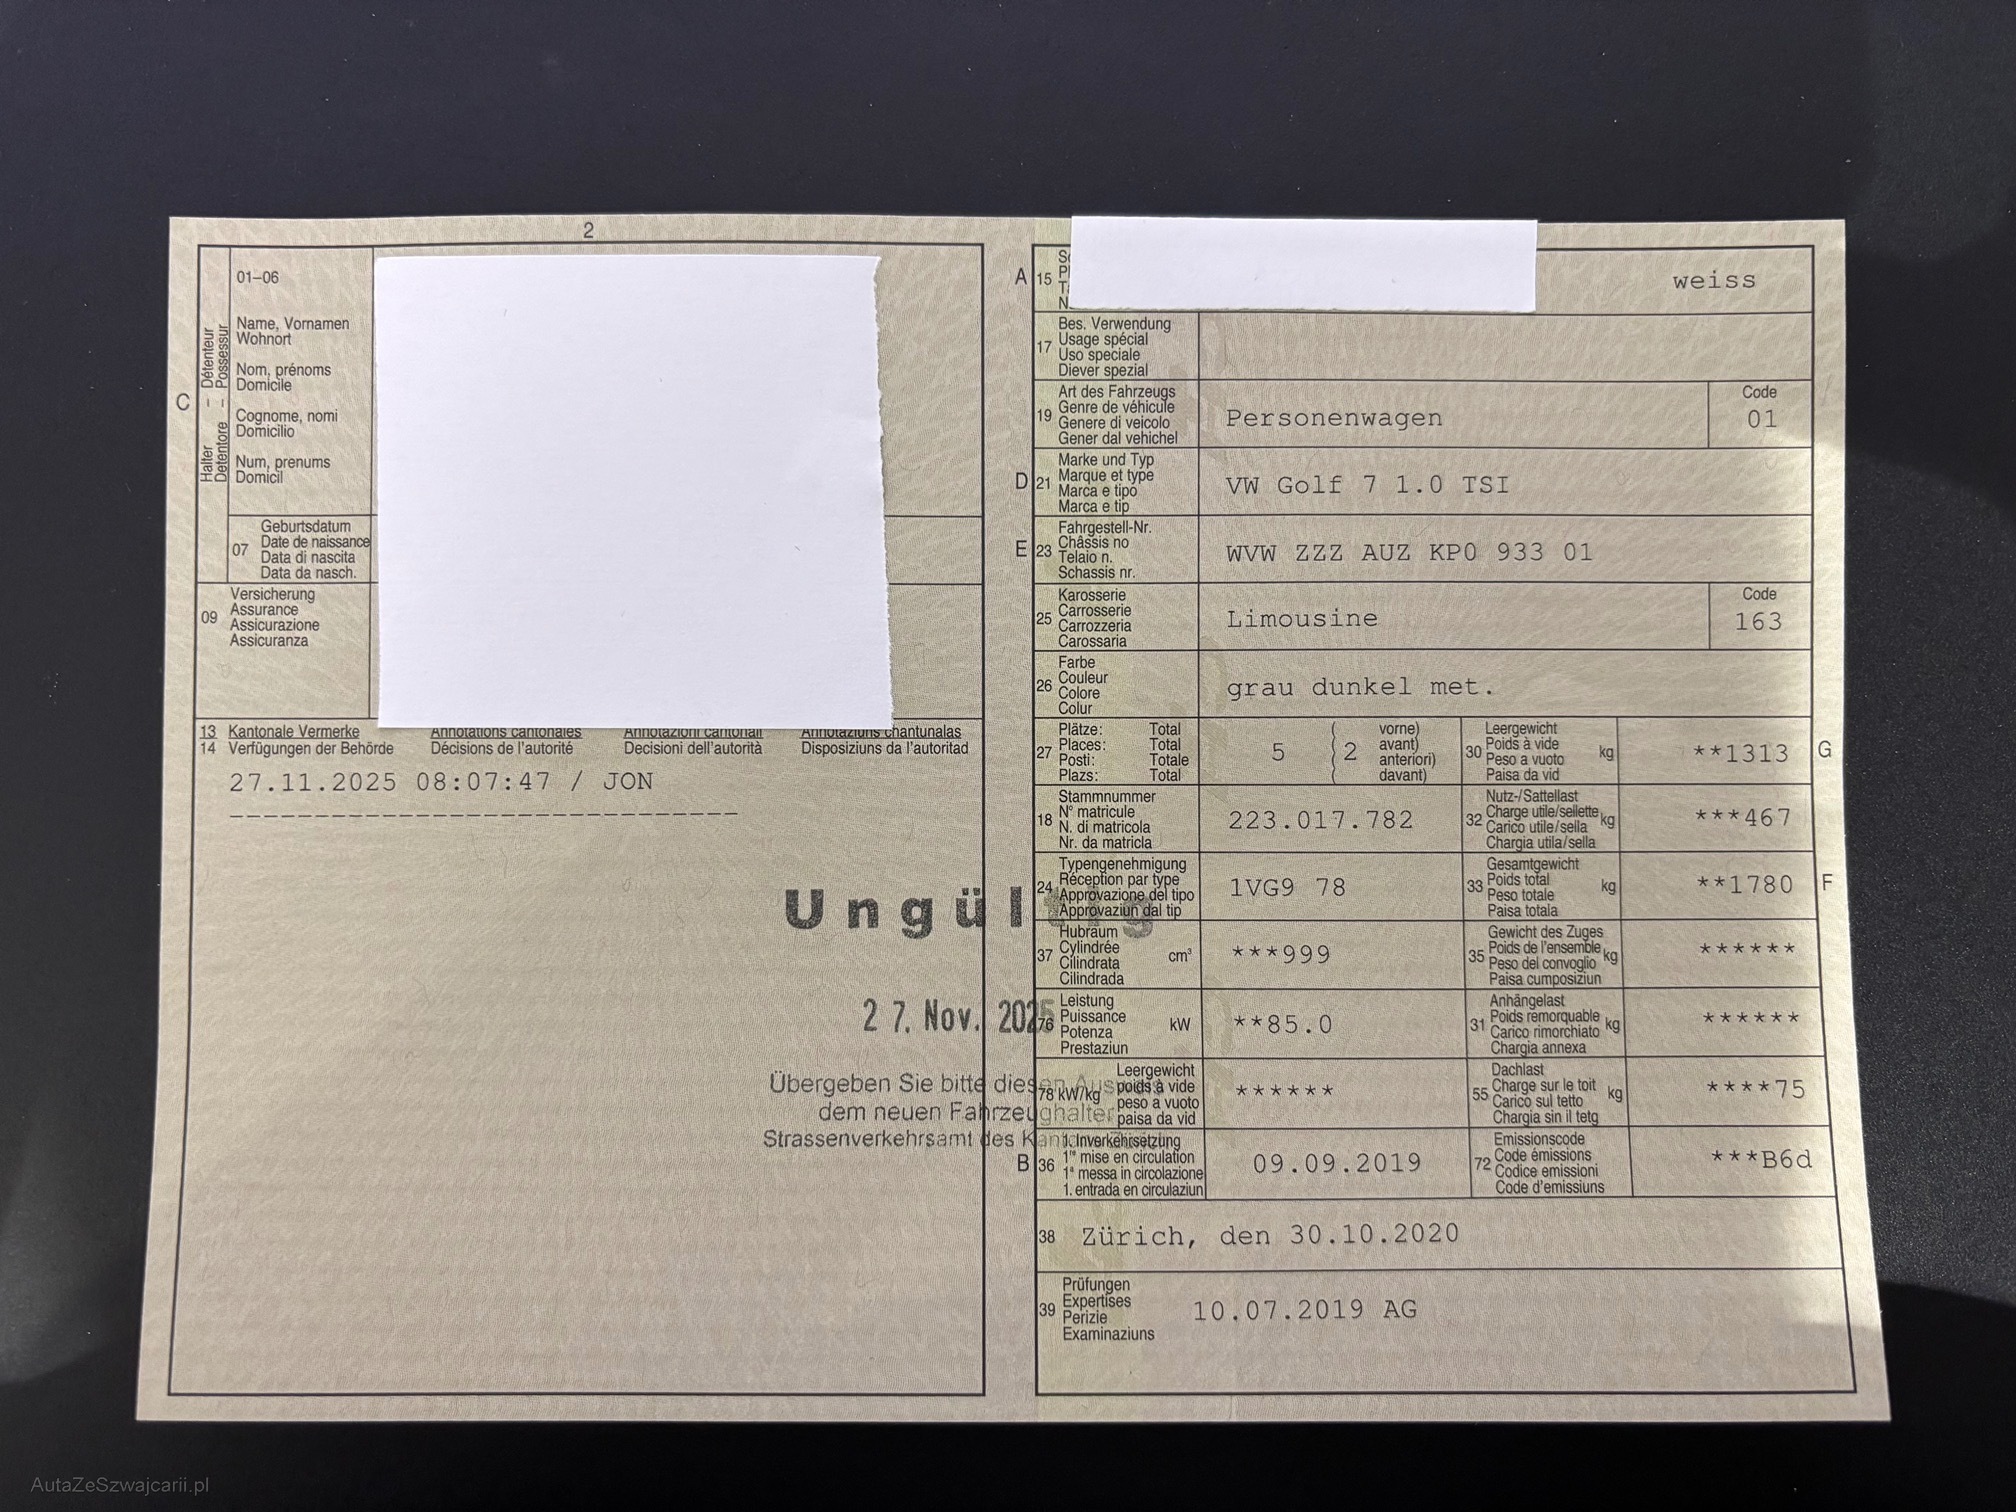 2
01–06
Name, Vornamen
Wohnort
Nom, prénoms
Domicile
Cognome, nomi
Domicilio
Num, prenums
Domicil
C
Halter – Détenteur
Detentore – Possessur
07
Geburtsdatum
Date de naissance
Data di nascita
Data da nasch.
09
Versicherung
Assurance
Assicurazione
Assicuranza
13 Kantonale Vermerke Annotations cantonales Annotazioni cantonali Annotaziuns chantunalas
14 Verfügungen der Behörde Décisions de l'autorité Decisioni dell'autorità Disposiziuns da l'autoritad
27.11.2025 08:07:47 / JON
------------------------------
Ungültig
27. Nov. 2025
Übergeben Sie bitte diesen Ausweis
dem neuen Fahrzeughalter
Strassenverkehrsamt des
A 15 weiss
17
Bes. Verwendung
Usage spécial
Uso speciale
Diever spezial
19
Art des Fahrzeugs
Genre de véhicule
Genere di veicolo
Gener dal vehichel
Personenwagen
Code
01
D 21
Marke und Typ
Marque et type
Marca e tipo
Marca e tip
VW Golf 7 1.0 TSI
E 23
Fahrgestell-Nr.
Châssis no
Telaio n.
Schassis nr.
WVW ZZZ AUZ KP0 933 01
25
Karosserie
Carrosserie
Carrozzeria
Carossaria
Limousine
Code
163
26
Farbe
Couleur
Colore
Colur
grau dunkel met.
27
Plätze: Total
Places: Total
Posti: Totale
Plazs: Total
5 ( 2
vorne)
avant)
anteriori)
davant)
30
Leergewicht
Poids à vide
Peso a vuoto
Paisa da vid
kg
**1313
G
18
Stammnummer
N° matricule
N. di matricola
Nr. da matricla
223.017.782
32
Nutz-/Sattellast
Charge utile/sellette
Carico utile/sella
Chargia utila/sella
kg
***467
24
Typengenehmigung
Réception par type
Approvazione del tipo
Approvaziun dal tip
1VG9 78
33
Gesamtgewicht
Poids total
Peso totale
Paisa totala
kg
**1780
F
37
Hubraum
Cylindrée
Cilindrata
Cilindrada
cm³
***999
35
Gewicht des Zuges
Poids de l'ensemble
Peso del convoglio
Paisa cumposiziun
kg
******
76
Leistung
Puissance
Potenza
Prestaziun
kW
**85.0
31
Anhängelast
Poids remorquable
Carico rimorchiato
Chargia annexa
kg
******
78 kW/kg
Leergewicht
poids à vide
peso a vuoto
paisa da vid
******
55
Dachlast
Charge sur le toit
Carico sul tetto
Chargia sin il tetg
kg
****75
B 36
1. Inverkehrsetzung
1re mise en circulation
1a messa in circolazione
1. entrada en circulaziun
09.09.2019
72
Emissionscode
Code émissions
Codice emissioni
Code d'emissiuns
***B6d
38 Zürich, den 30.10.2020
39
Prüfungen
Expertises
Perizie
Examinaziuns
10.07.2019 AG
AutaZeSzwajcarii.pl